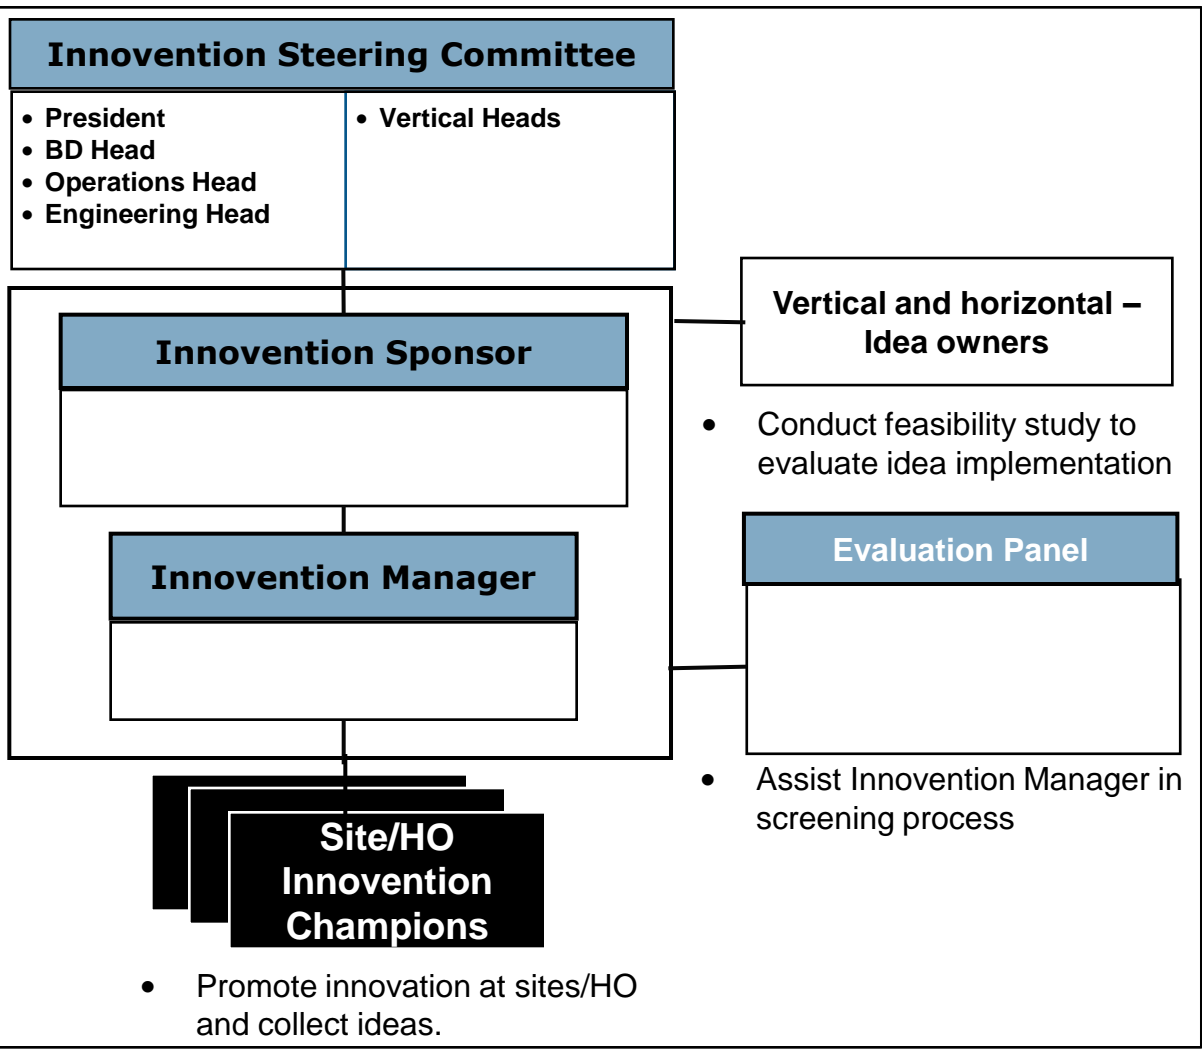 Innovention Steering Committee
• President
• BD Head
• Operations Head
• Engineering Head
• Vertical Heads
Vertical and horizontal –
Idea owners
• Conduct feasibility study to
evaluate idea implementation
Innovention Sponsor
Innovention Manager
Evaluation Panel
• Assist Innovention Manager in
screening process
Site/HO
Innovention
Champions
• Promote innovation at sites/HO
and collect ideas.